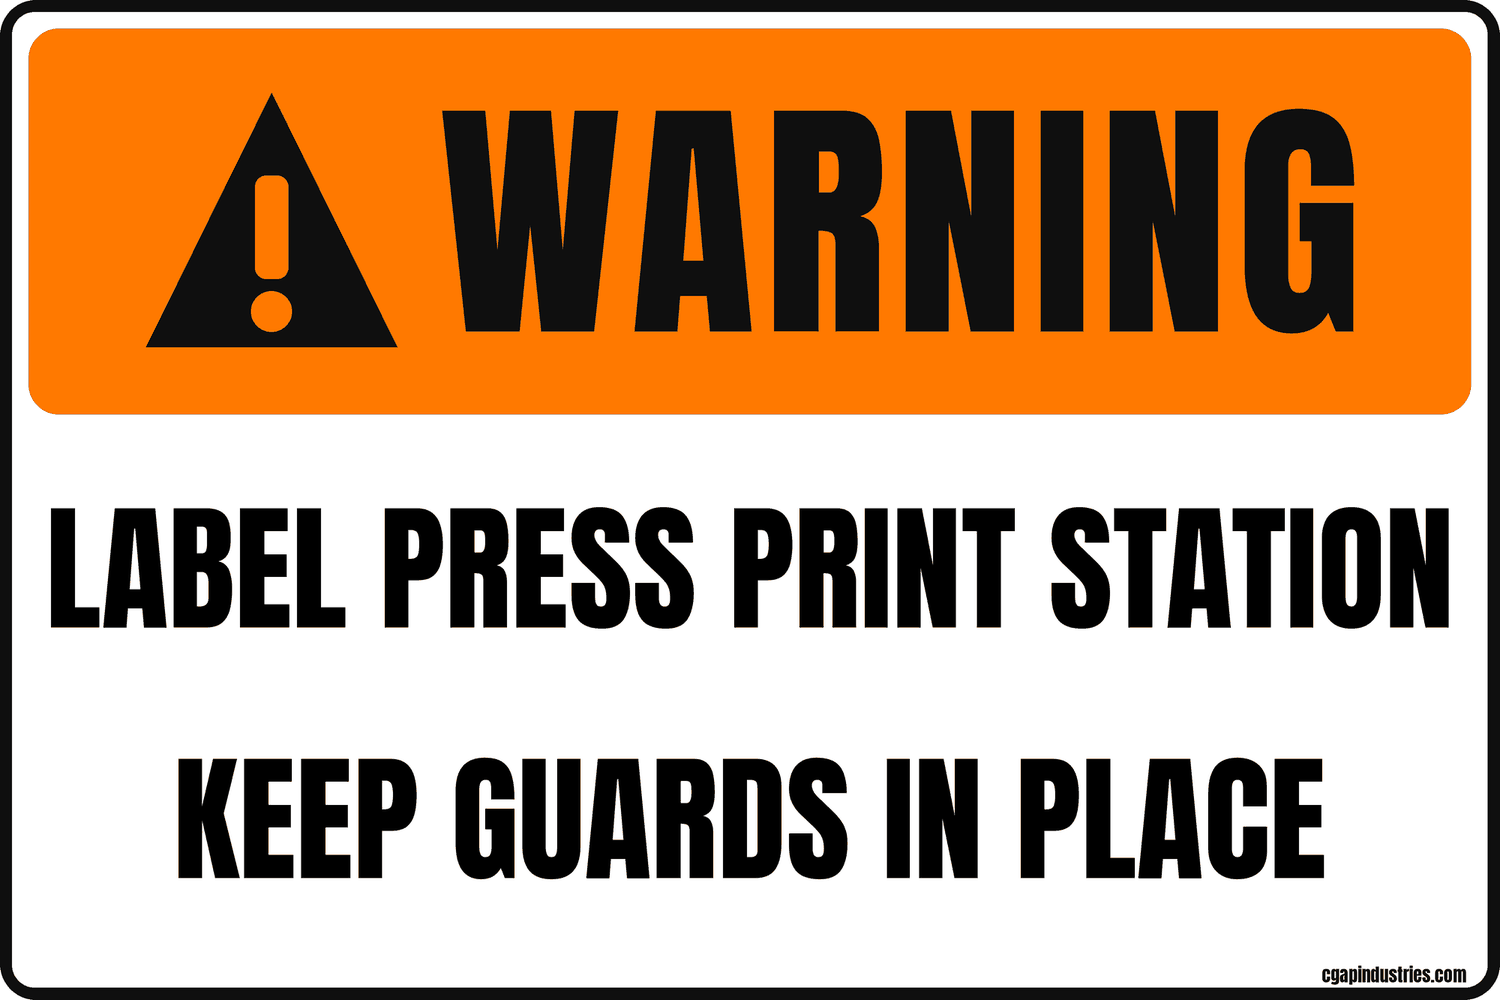 WARNING
LABEL PRESS PRINT STATION
KEEP GUARDS IN PLACE
cgapindustries.com